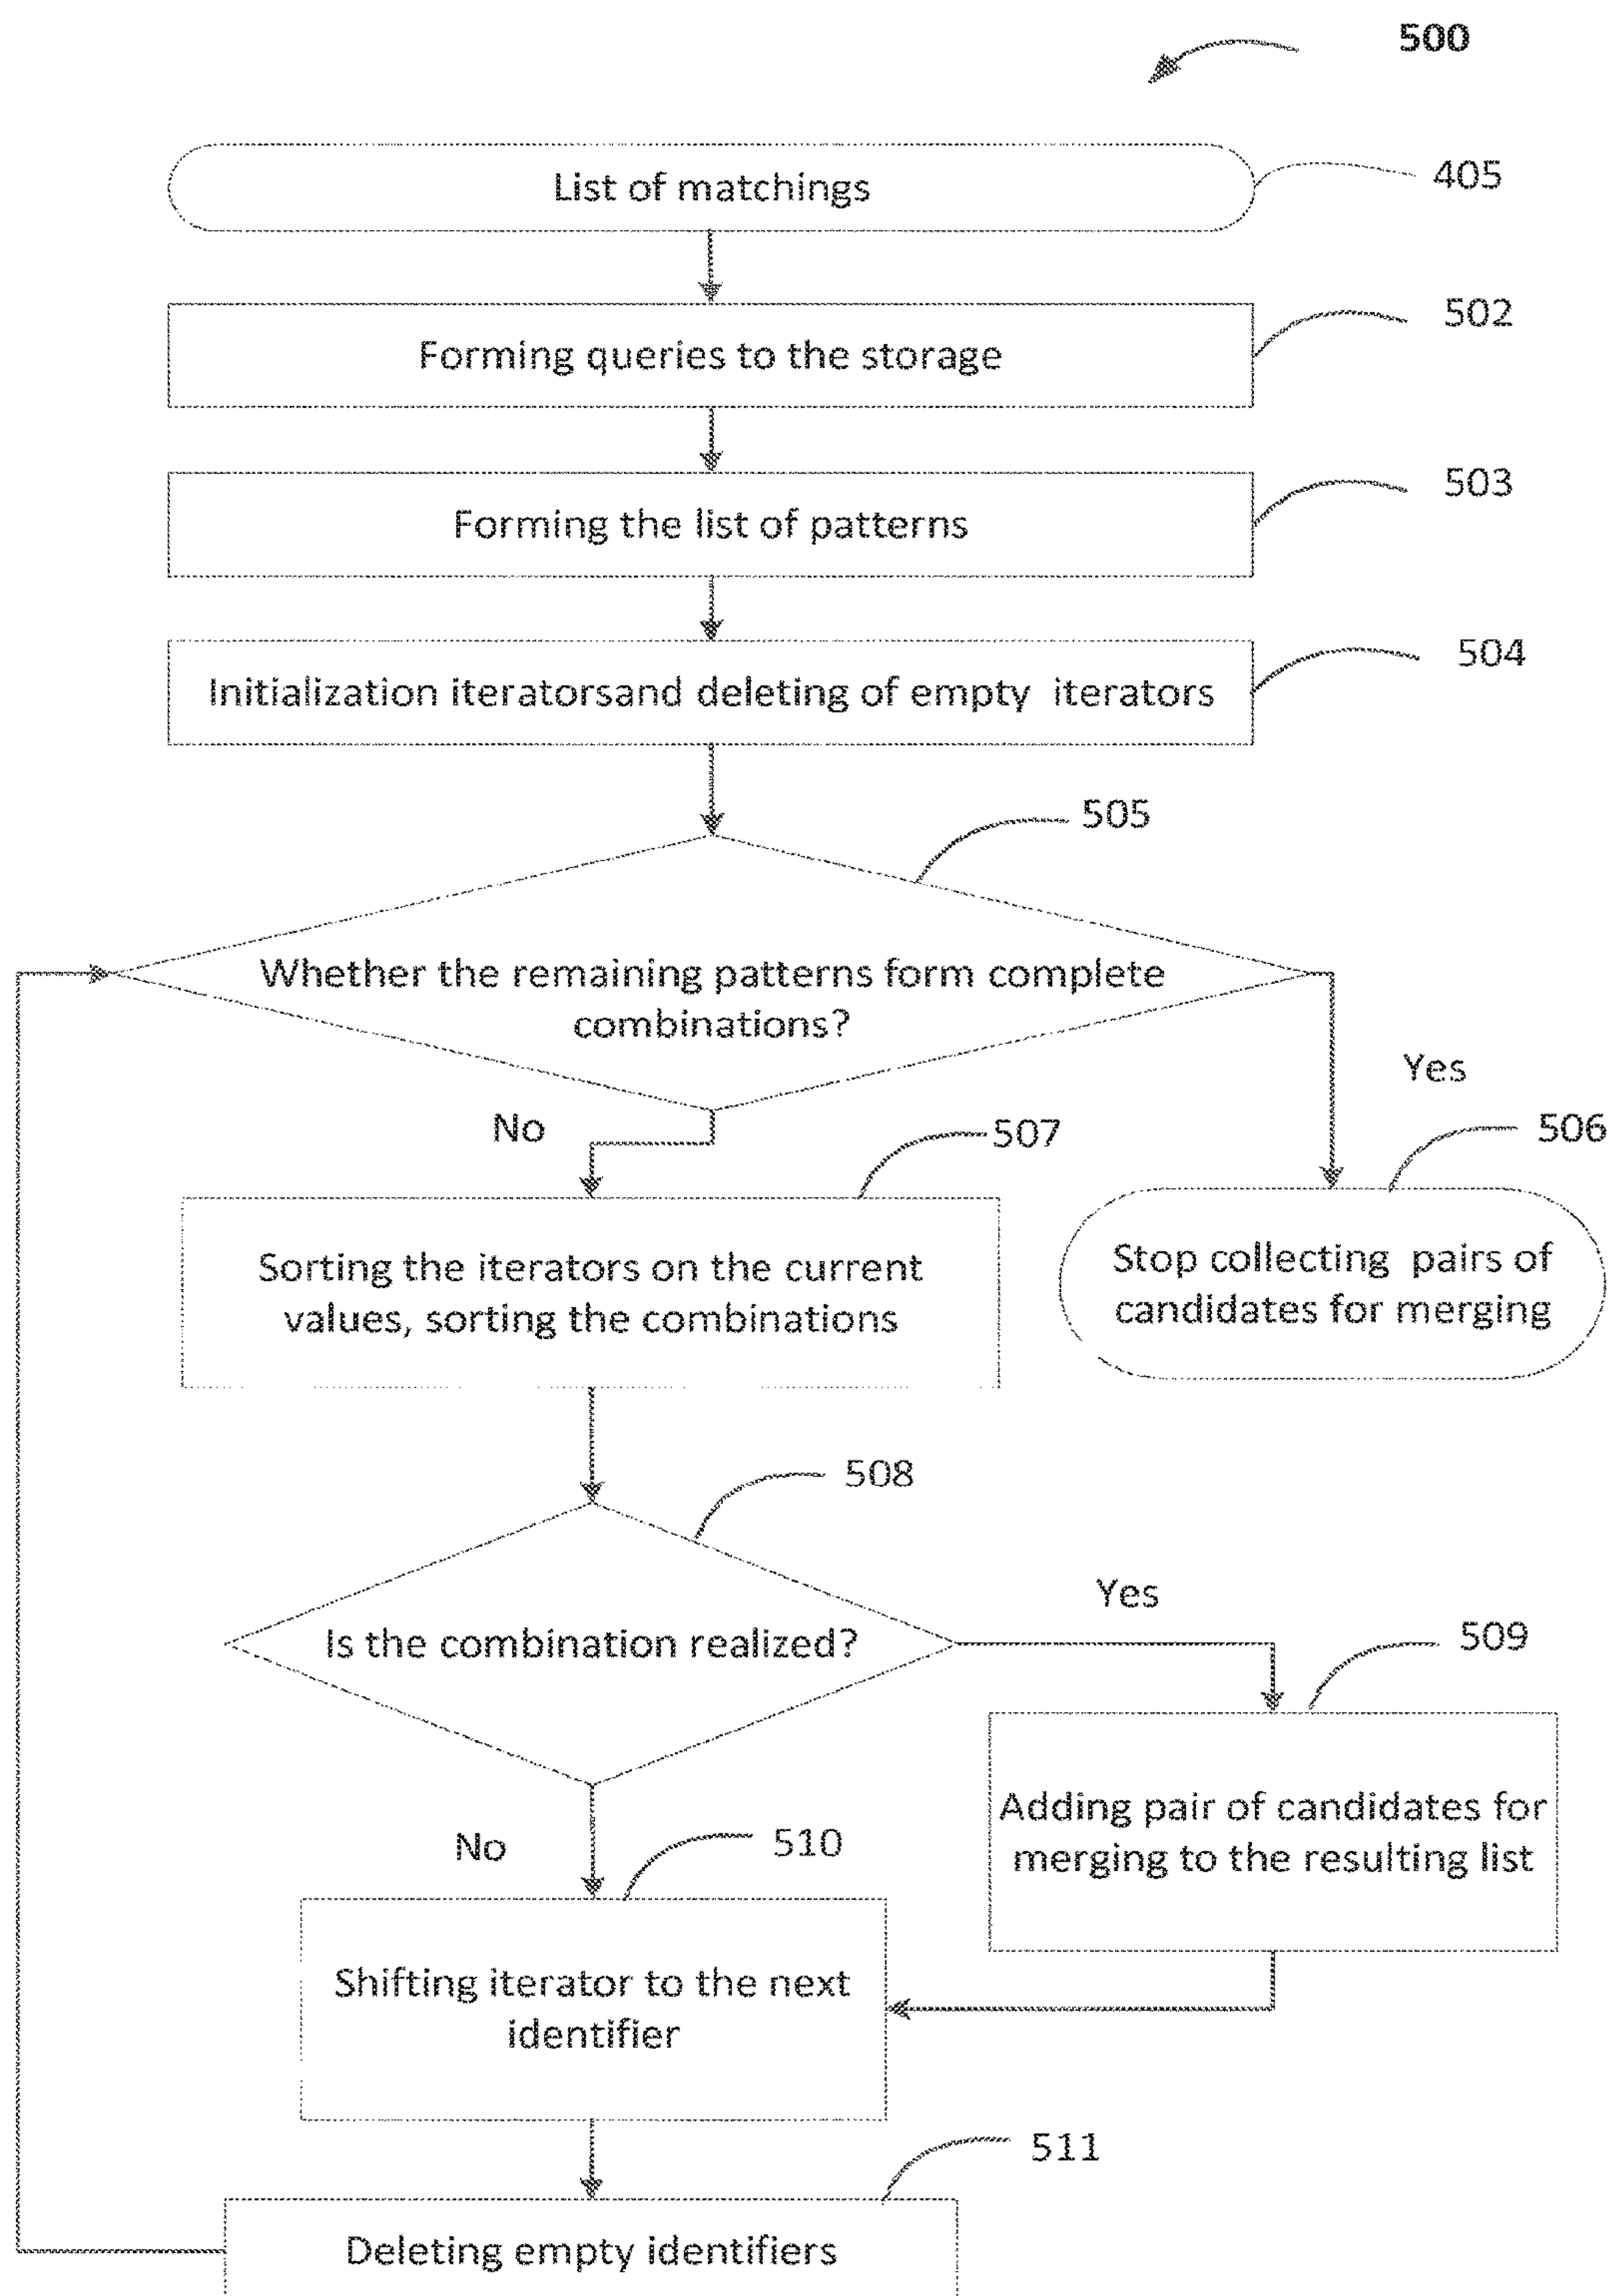 500
List of matchings
405
Forming queries to the storage
502
Forming the list of patterns
503
Initialization iteratorsand deleting of empty iterators
504
505
Whether the remaining patterns form complete
combinations?
Yes
No
507
506
Sorting the iterators on the current
values, sorting the combinations
Stop collecting pairs of
candidates for merging
508
Is the combination realized?
Yes
509
Adding pair of candidates for
merging to the resulting list
No
510
Shifting iterator to the next
identifier
511
Deleting empty identifiers